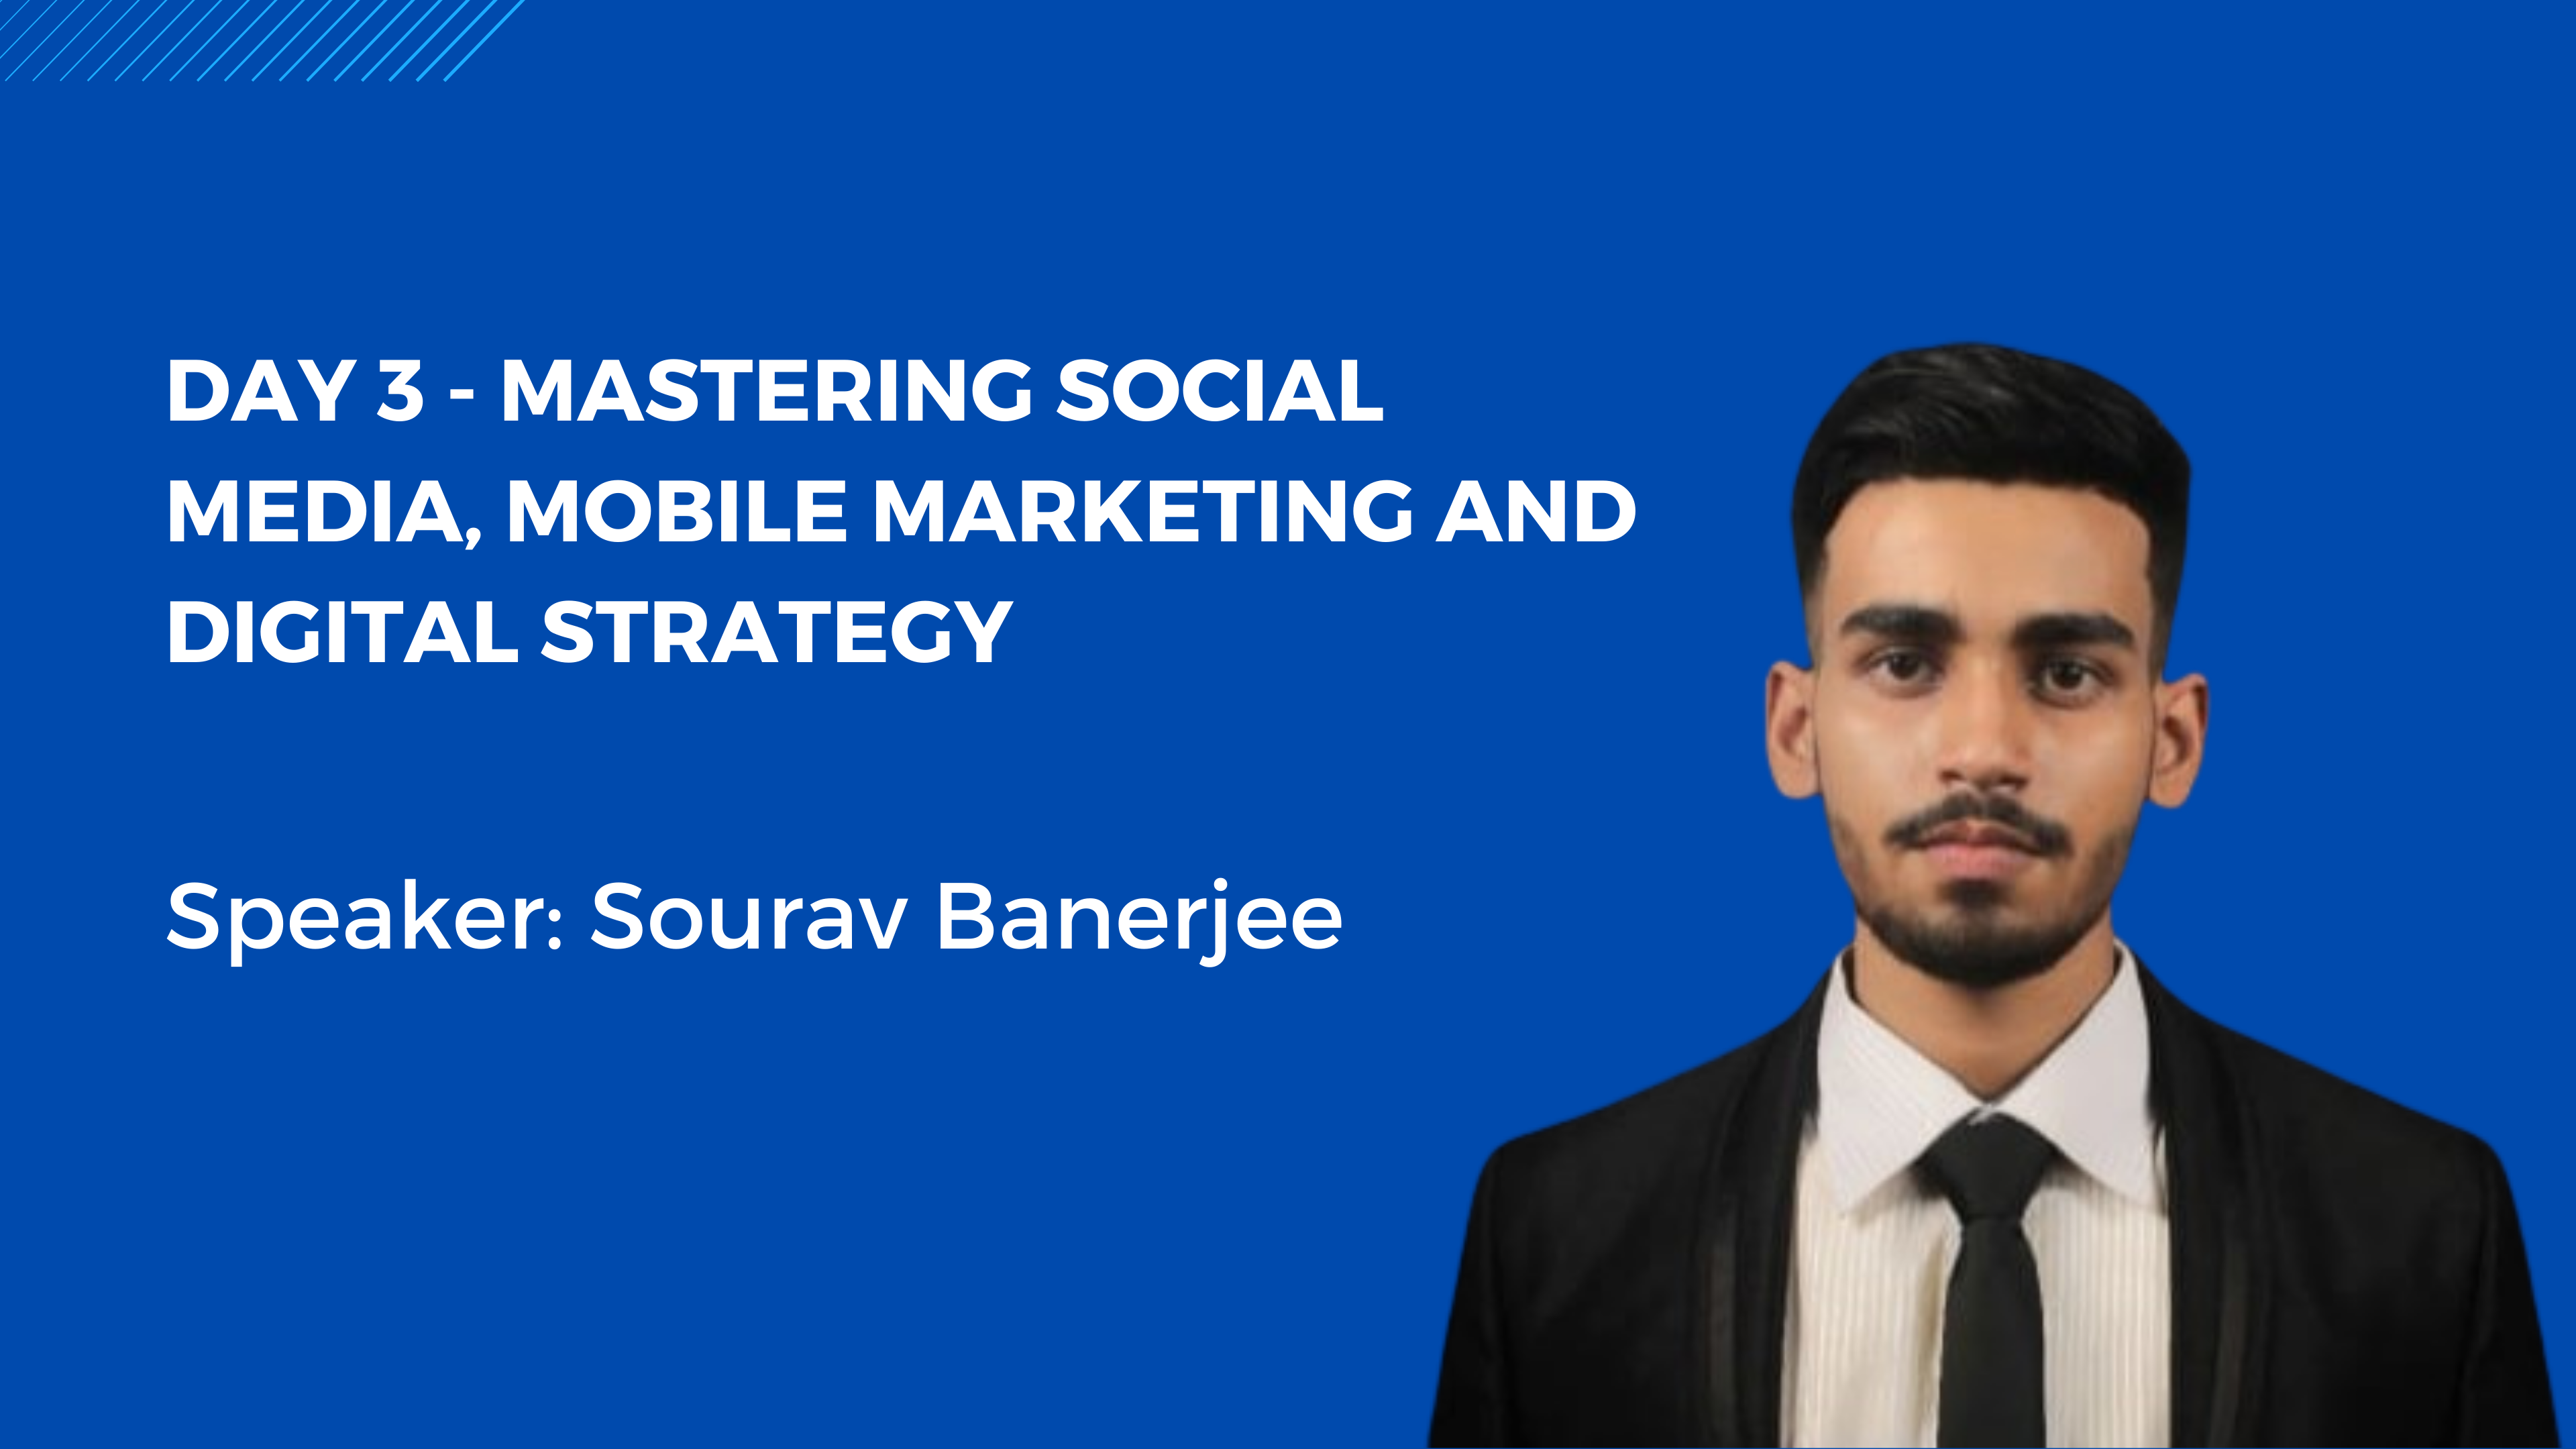 DAY 3 - MASTERING SOCIAL
MEDIA, MOBILE MARKETING AND
DIGITAL STRATEGY
Speaker: Sourav Banerjee